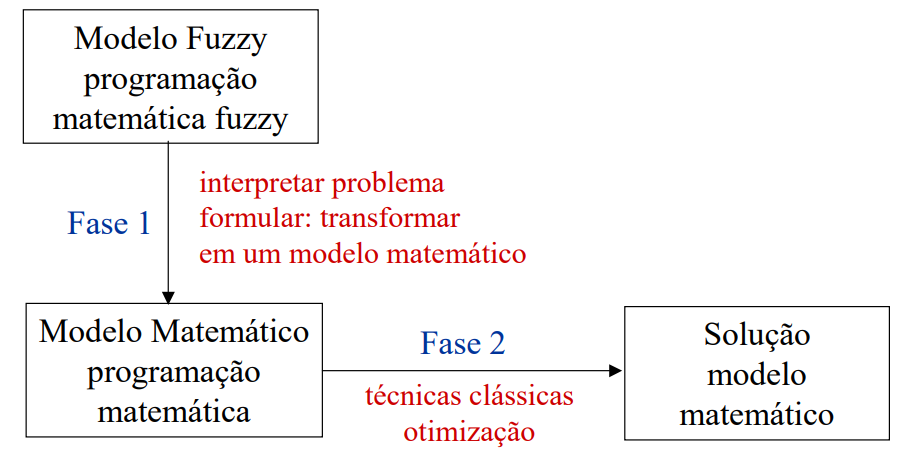 Modelo Fuzzy
programação
matemática fuzzy
interpretar problema
formular: transformar
em um modelo matemático
Fase 1
Modelo Matemático
programação
matemática
Fase 2
técnicas clássicas
otimização
Solução
modelo
matemático